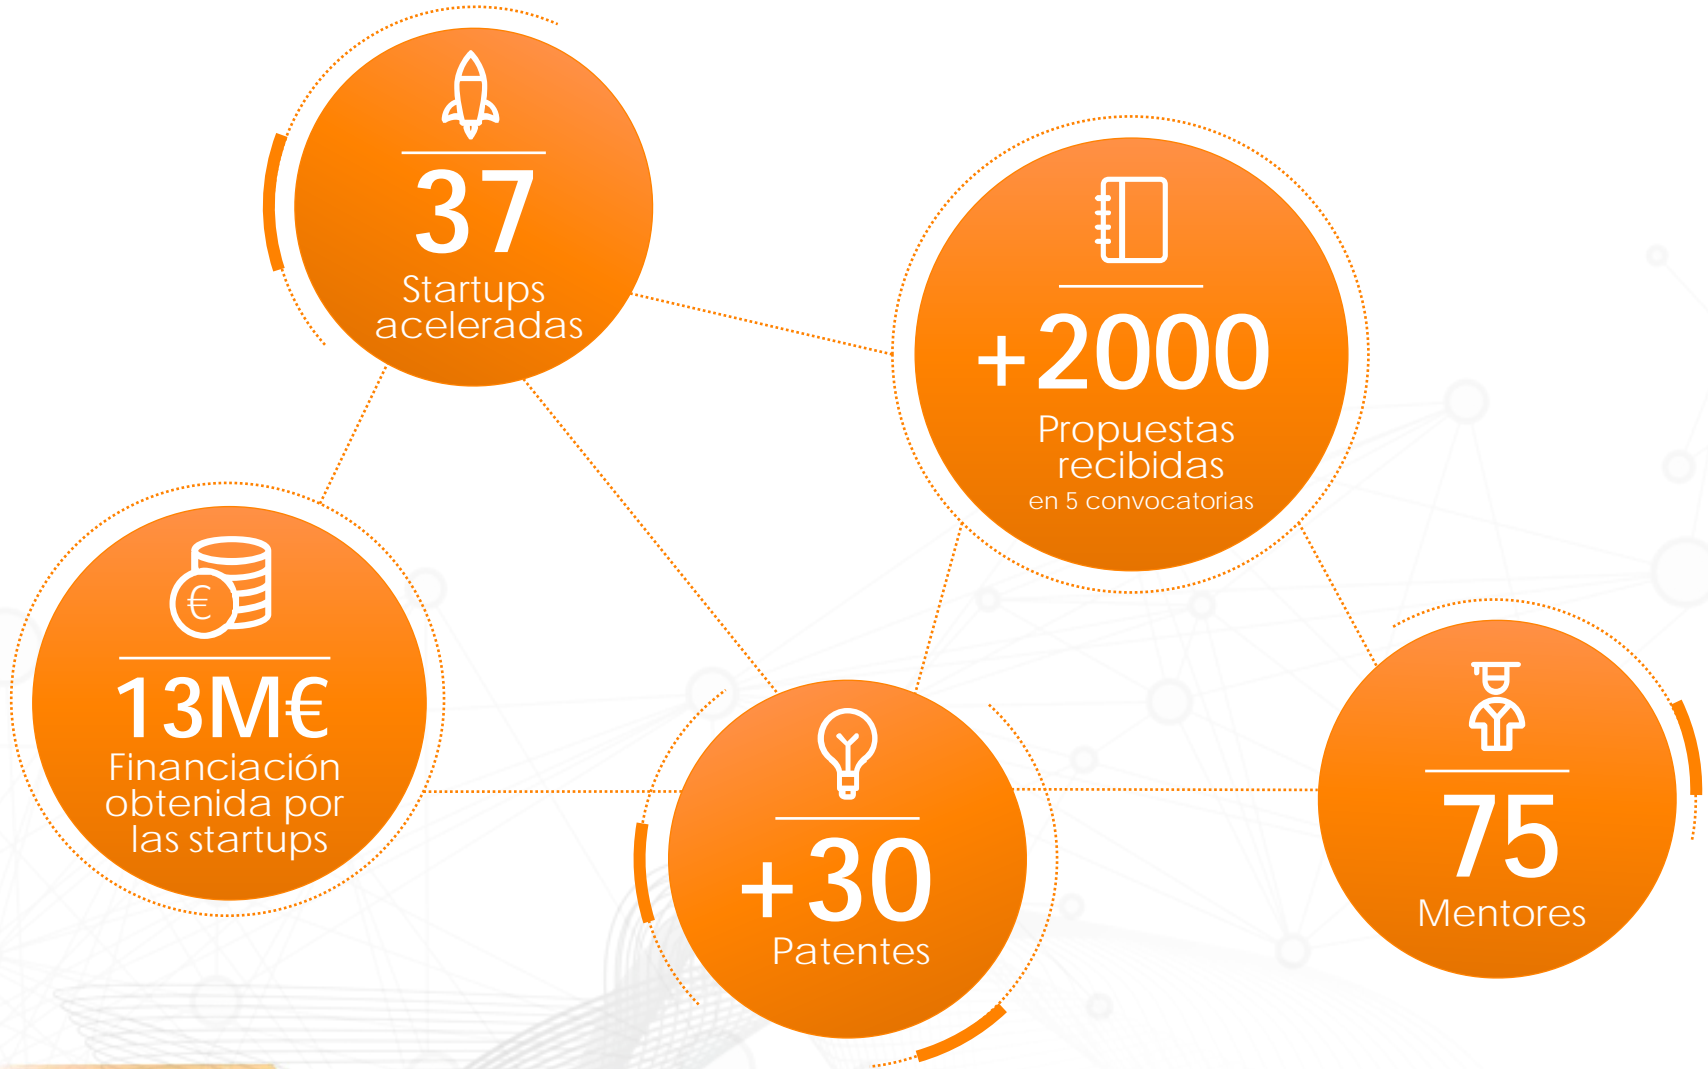 37
Startups
aceleradas
+2000
Propuestas
recibidas
en 5 convocatorias
€
13M€
Financiación
obtenida por
las startups
+30
Patentes
75
Mentores